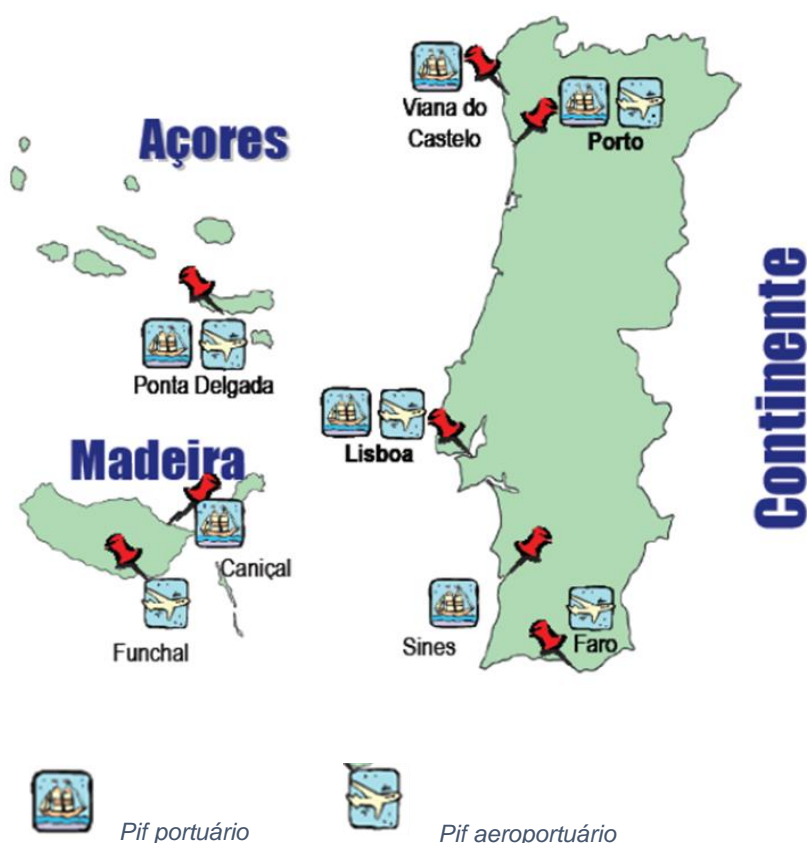 Viana do
Castelo
Porto
Açores
Continente
Ponta Delgada
Lisboa
Madeira
Caniçal
Funchal
Sines
Faro
Pif portuário
Pif aeroportuário